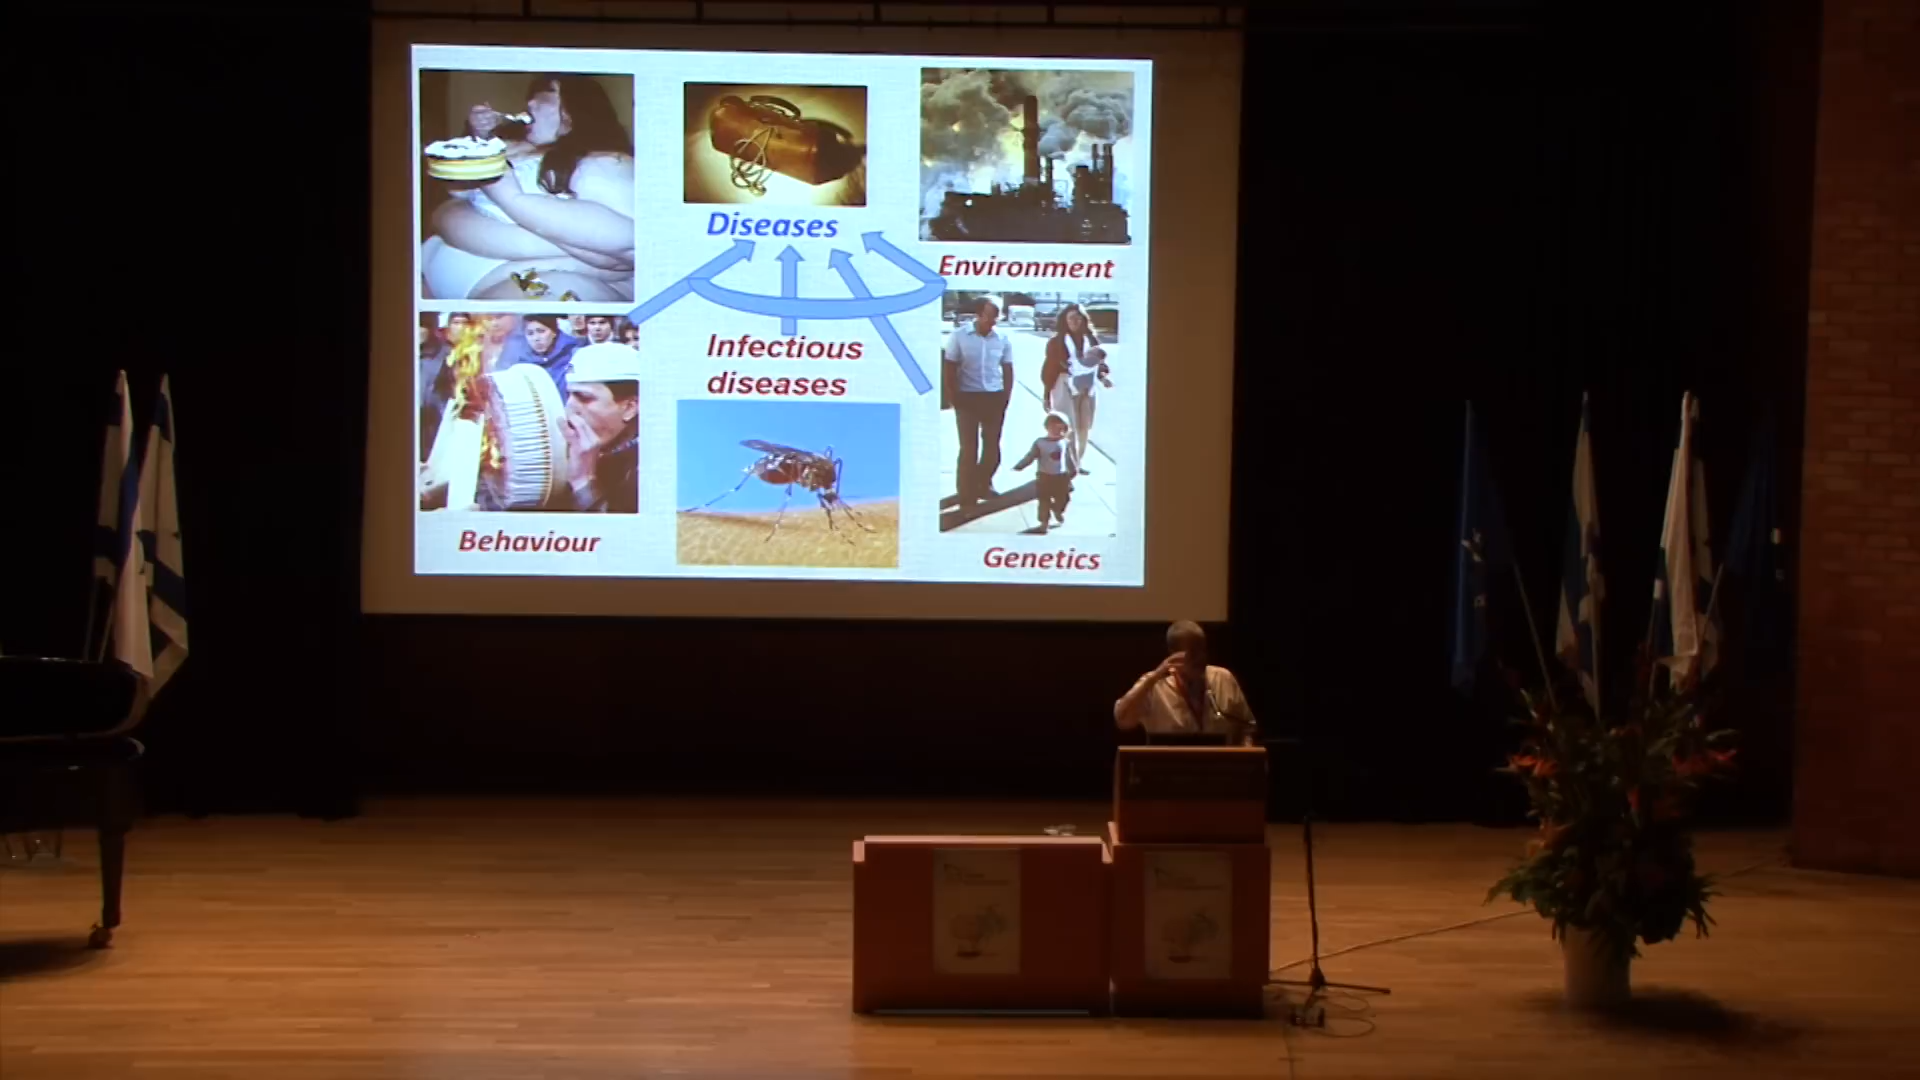 Diseases
Environment
Infectious
diseases
Behaviour
Genetics